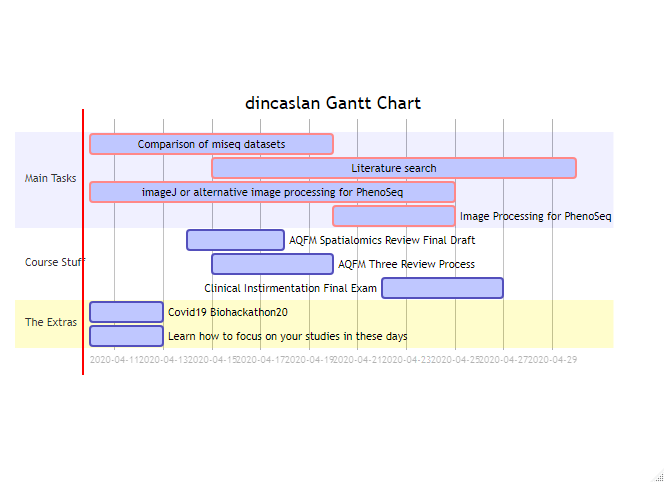 dincaslan Gantt Chart
Main Tasks
Comparison of miseq datasets
Literature search
imageJ or alternative image processing for PhenoSeq
Image Processing for PhenoSeq
Course Stuff
AQFM Spatialomics Review Final Draft
AQFM Three Review Process
Clinical Instirmentation Final Exam
The Extras
Covid19 Biohackathon20
Learn how to focus on your studies in these days
2020-04-11 2020-04-13 2020-04-15 2020-04-17 2020-04-19 2020-04-21 2020-04-23 2020-04-25 2020-04-27 2020-04-29